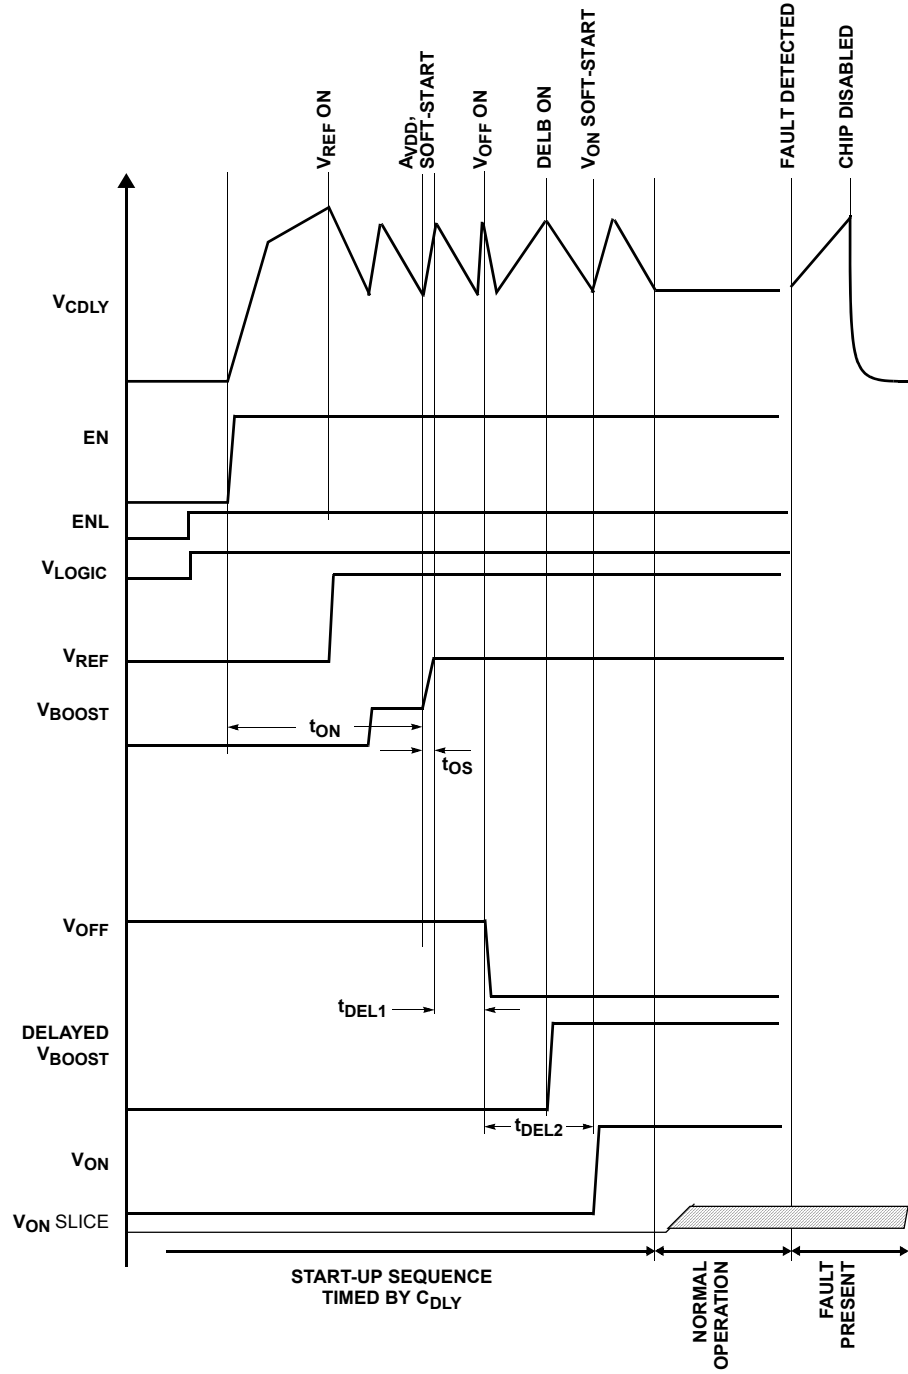 VREF ON
AVDD,
SOFT-START
VOFF ON
DELB ON
VON SOFT-START
FAULT DETECTED
CHIP DISABLED
VCDLY
EN
ENL
VLOGIC
VREF
VBOOST
tON
tOS
VOFF
tDEL1
DELAYED
VBOOST
tDEL2
VON
VON SLICE
START-UP SEQUENCE
TIMED BY CDLY
NORMAL
OPERATION
FAULT
PRESENT